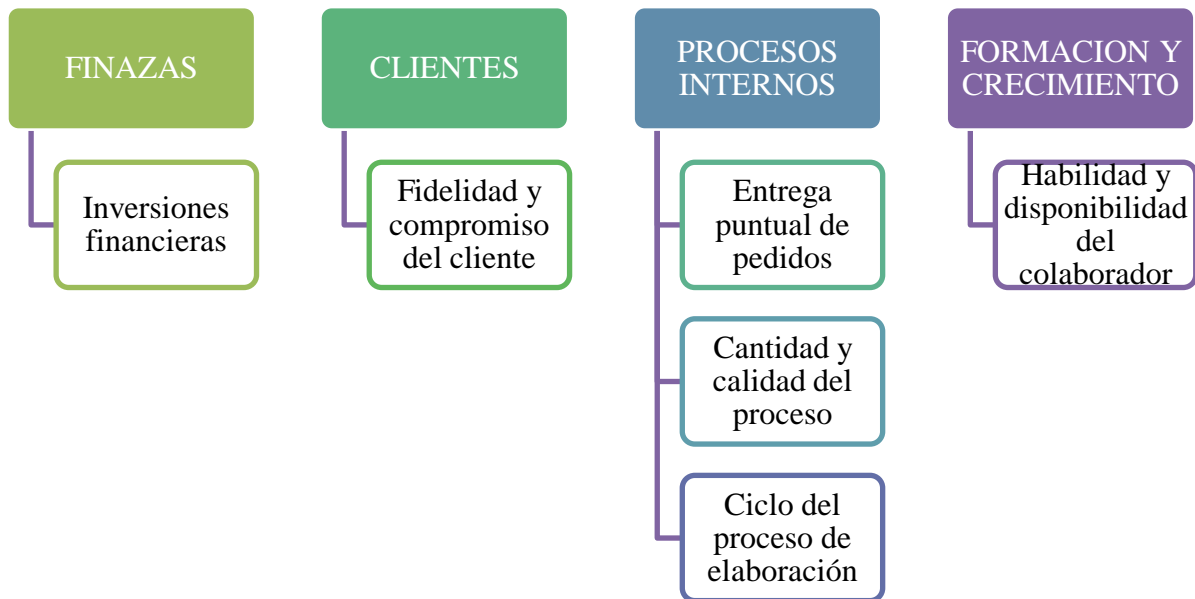 FINAZAS
Inversiones
financieras
CLIENTES
Fidelidad y
compromiso
del cliente
PROCESOS
INTERNOS
Entrega
puntual de
pedidos
Cantidad y
calidad del
proceso
Ciclo del
proceso de
elaboración
FORMACION Y
CRECIMIENTO
Habilidad y
disponibilidad
del
colaborador